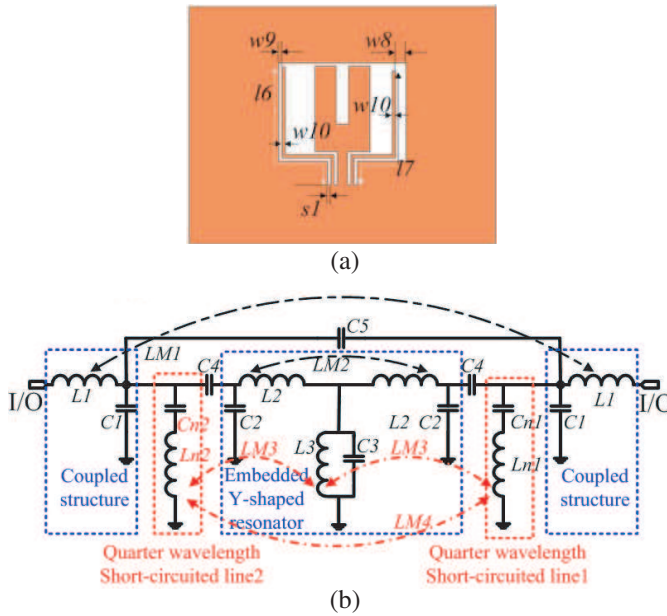 w9
w8
l6
w10
w10
l7
s1
(a)
C5
LM1
C4
LM2
C4
I/O
L1
L2
L2
L1
I/O
C1
Cn2
C2
C2
Cn1
C1
LM3
L3
C3
LM3
Ln2
Ln1
Coupled
structure
Embedded
Y-shaped
resonator
Coupled
structure
LM4
Quarter wavelength
Short-circuited line2
Quarter wavelength
Short-circuited line1
(b)